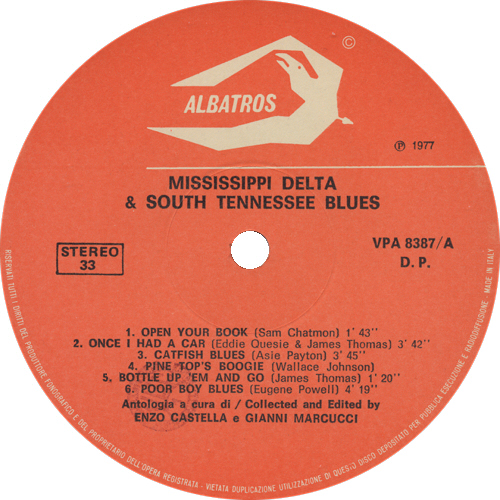 ©
ALBATROS
℗ 1977
MISSISSIPPI DELTA
& SOUTH TENNESSEE BLUES
STEREO
33
VPA 8387/A
D. P.
1. OPEN YOUR BOOK (Sam Chatmon) 1' 43''
2. ONCE I HAD A CAR (Eddie Quesie & James Thomas) 3' 42''
3. CATFISH BLUES (Asie Payton) 3' 45''
4. PINE TOP'S BOOGIE (Wallace Johnson)
5. BOTTLE UP 'EM AND GO (James Thomas) 1' 20''
6. POOR BOY BLUES (Eugene Powell) 4' 19''
Antologia a cura di / Collected and Edited by
ENZO CASTELLA e GIANNI MARCUCCI
RISERVATI TUTTI I DIRITTI DEL PRODUTTORE FONOGRAFICO E DEL PROPRIETARIO DELL'OPERA REGISTRATA - VIETATA DUPLICAZIONE UTILIZZAZIONE DI QUESTO DISCO DEPOSITATO PER PUBBLICA ESECUZIONE E RADIODIFFUSIONE. MADE IN ITALY